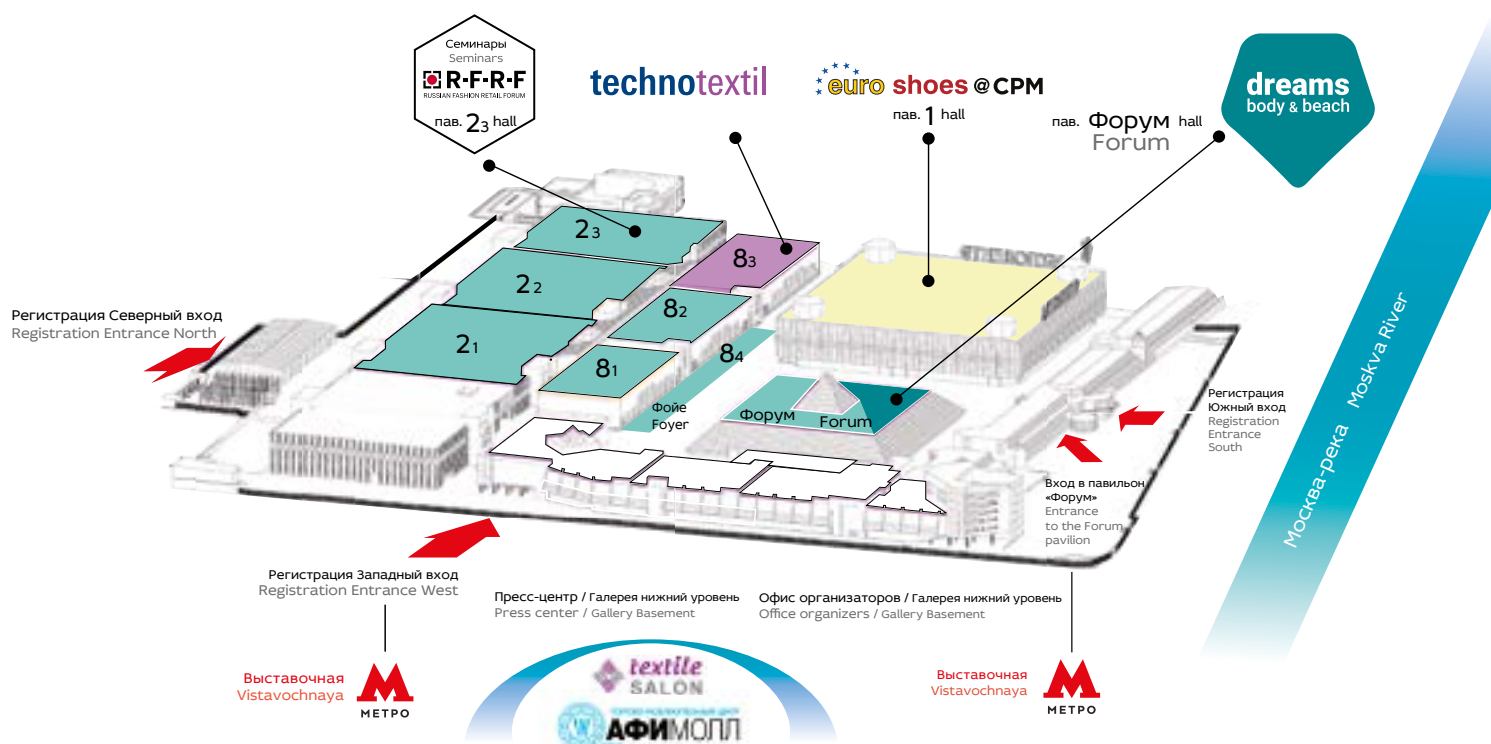 Семинары
Seminars
R-F-R-F
RUSSIAN FASHION RETAIL FORUM
пав. 23 hall
technotextil
euro shoes @ CPM
пав. 1 hall
пав. Форум hall
Forum
dreams
body & beach
23
22
21
83
82
81
84
Фойе
Foyer
Форум
Forum
Регистрация Северный вход
Registration Entrance North
Регистрация
Южный вход
Registration
Entrance
South
Вход в павильон
«Форум»
Entrance
to the Forum
pavilion
Москва-река Moskva River
Регистрация Западный вход
Registration Entrance West
Пресс-центр / Галерея нижний уровень
Press center / Gallery Basement
Офис организаторов / Галерея нижний уровень
Office organizers / Gallery Basement
Выставочная
Vistavochnaya
МЕТРО
textile
SALON
ТОРГОВО-РАЗВЛЕКАТЕЛЬНЫЙ ЦЕНТР
АФИМОЛЛ
Выставочная
Vistavochnaya
МЕТРО